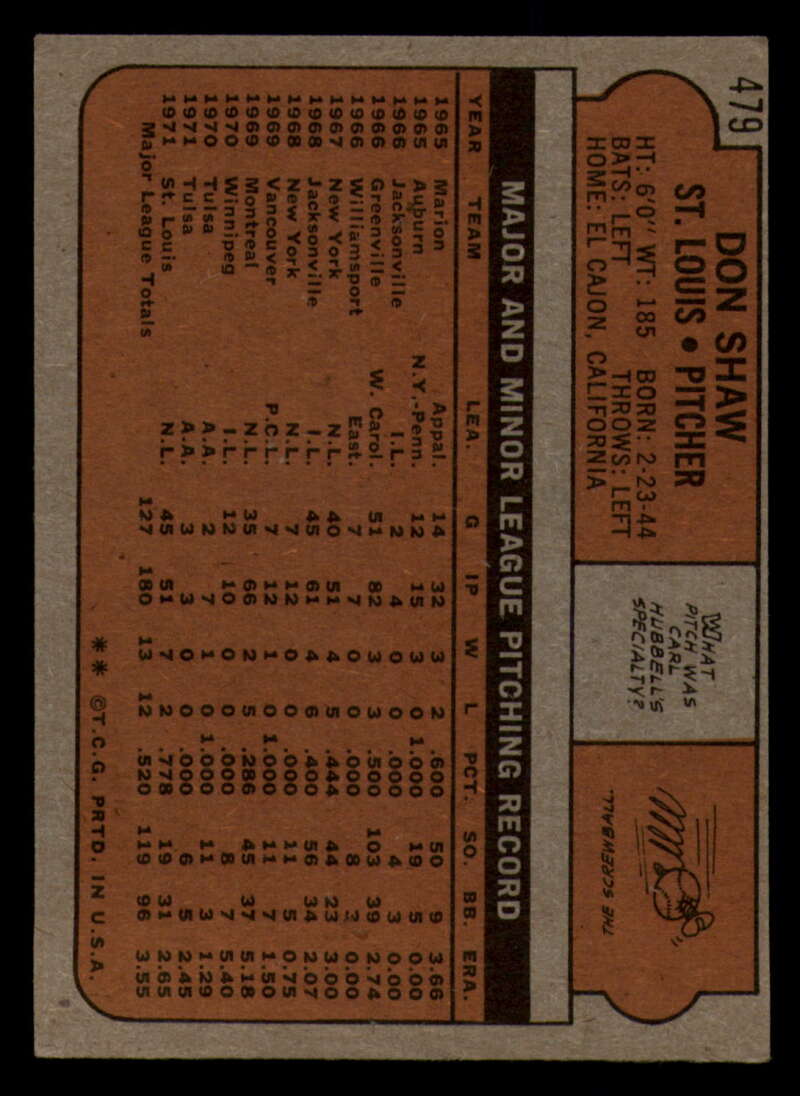 479
DON SHAW
ST. LOUIS • PITCHER
HT: 6'0" WT: 185 BORN: 2-23-44
BATS: LEFT THROWS: LEFT
HOME: EL CAJON, CALIFORNIA
WHAT
PITCH WAS
CARL
HUBBELL'S
SPECIALTY?
THE SCREWBALL.
MAJOR AND MINOR LEAGUE PITCHING RECORD
YEAR TEAM LEA. G IP W L PCT. SO. BB. ERA.
1965 Marion Appal. 14 32 3 2 .600 50 9 3.66
1965 Auburn N.Y.-Penn. 12 15 3 0 1.000 19 5 0.00
1966 Jacksonville I.L. 2 4 0 0 .000 4 3 0.00
1966 Greenville W. Carol. 51 82 3 3 .500 103 39 2.74
1966 Williamsport East. 7 7 0 0 .000 8 3 0.00
1967 New York N.L. 40 51 4 5 .444 44 23 3.00
1968 Jacksonville I.L. 45 61 4 6 .400 56 34 2.07
1968 New York N.L. 7 12 0 0 .000 11 5 0.75
1969 Vancouver P.C.L. 7 12 1 0 1.000 11 7 1.50
1969 Montreal N.L. 35 66 2 5 .286 45 37 5.18
1970 Winnipeg I.L. 12 10 0 0 .000 8 7 5.40
1970 Tulsa A.A. 2 7 1 0 1.000 11 3 1.29
1971 Tulsa A.A. 3 3 0 0 .000 6 5 2.45
1971 St. Louis N.L. 45 51 7 2 .778 19 31 2.65
Major League Totals 127 180 13 12 .520 119 96 3.55
** ©T.C.G. PRTD. IN U.S.A.